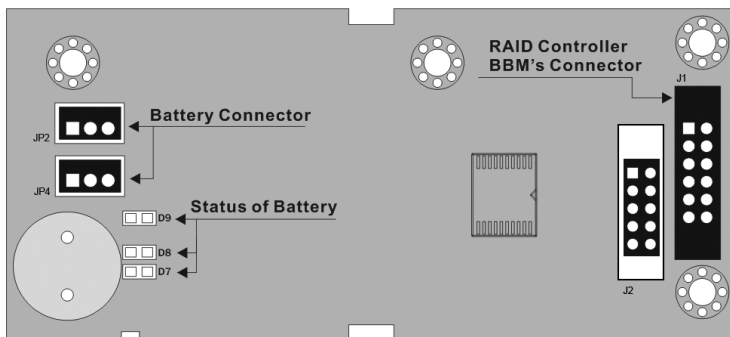 RAID Controller
BBM's Connector
J1
Battery Connector
JP2
JP4
Status of Battery
D9
D8
D7
J2